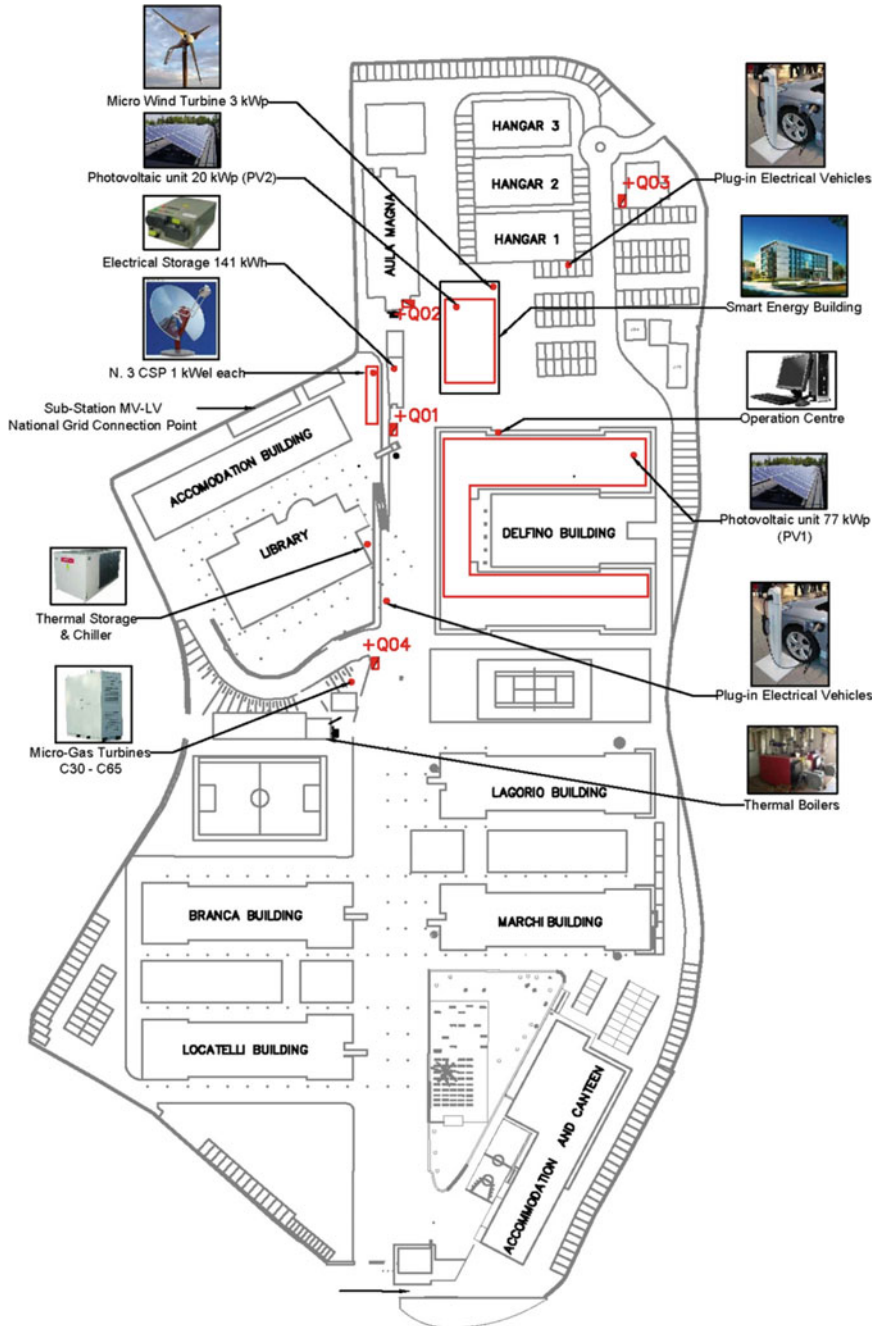 Micro Wind Turbine 3 kWp
Photovoltaic unit 20 kWp (PV2)
Electrical Storage 141 kWh
N. 3 CSP 1 kWel each
Sub-Station MV-LV
National Grid Connection Point
Thermal Storage
& Chiller
Micro-Gas Turbines
C30 - C65
HANGAR 3
HANGAR 2
HANGAR 1
AULA MAGNA
+Q03
+Q02
+Q01
+Q04
ACCOMODATION BUILDING
LIBRARY
DELFINO BUILDING
LAGORIO BUILDING
BRANCA BUILDING
MARCHI BUILDING
LOCATELLI BUILDING
ACCOMMODATION AND CANTEEN
Plug-in Electrical Vehicles
Smart Energy Building
Operation Centre
Photovoltaic unit 77 kWp
(PV1)
Plug-in Electrical Vehicles
Thermal Boilers